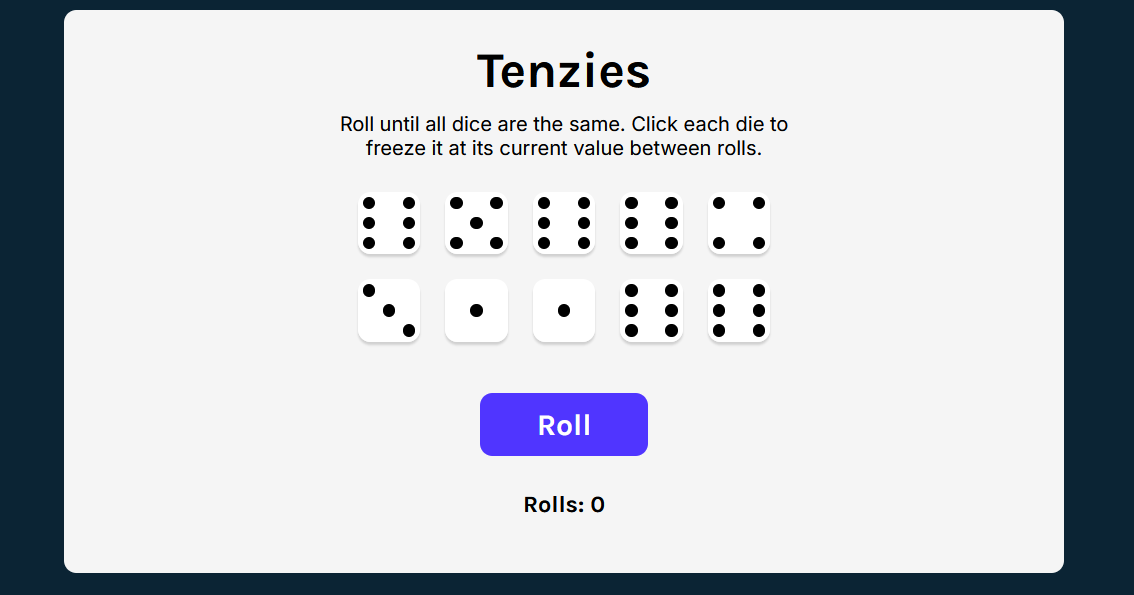 Tenzies
Roll until all dice are the same. Click each die to
freeze it at its current value between rolls.
Roll
Rolls: 0